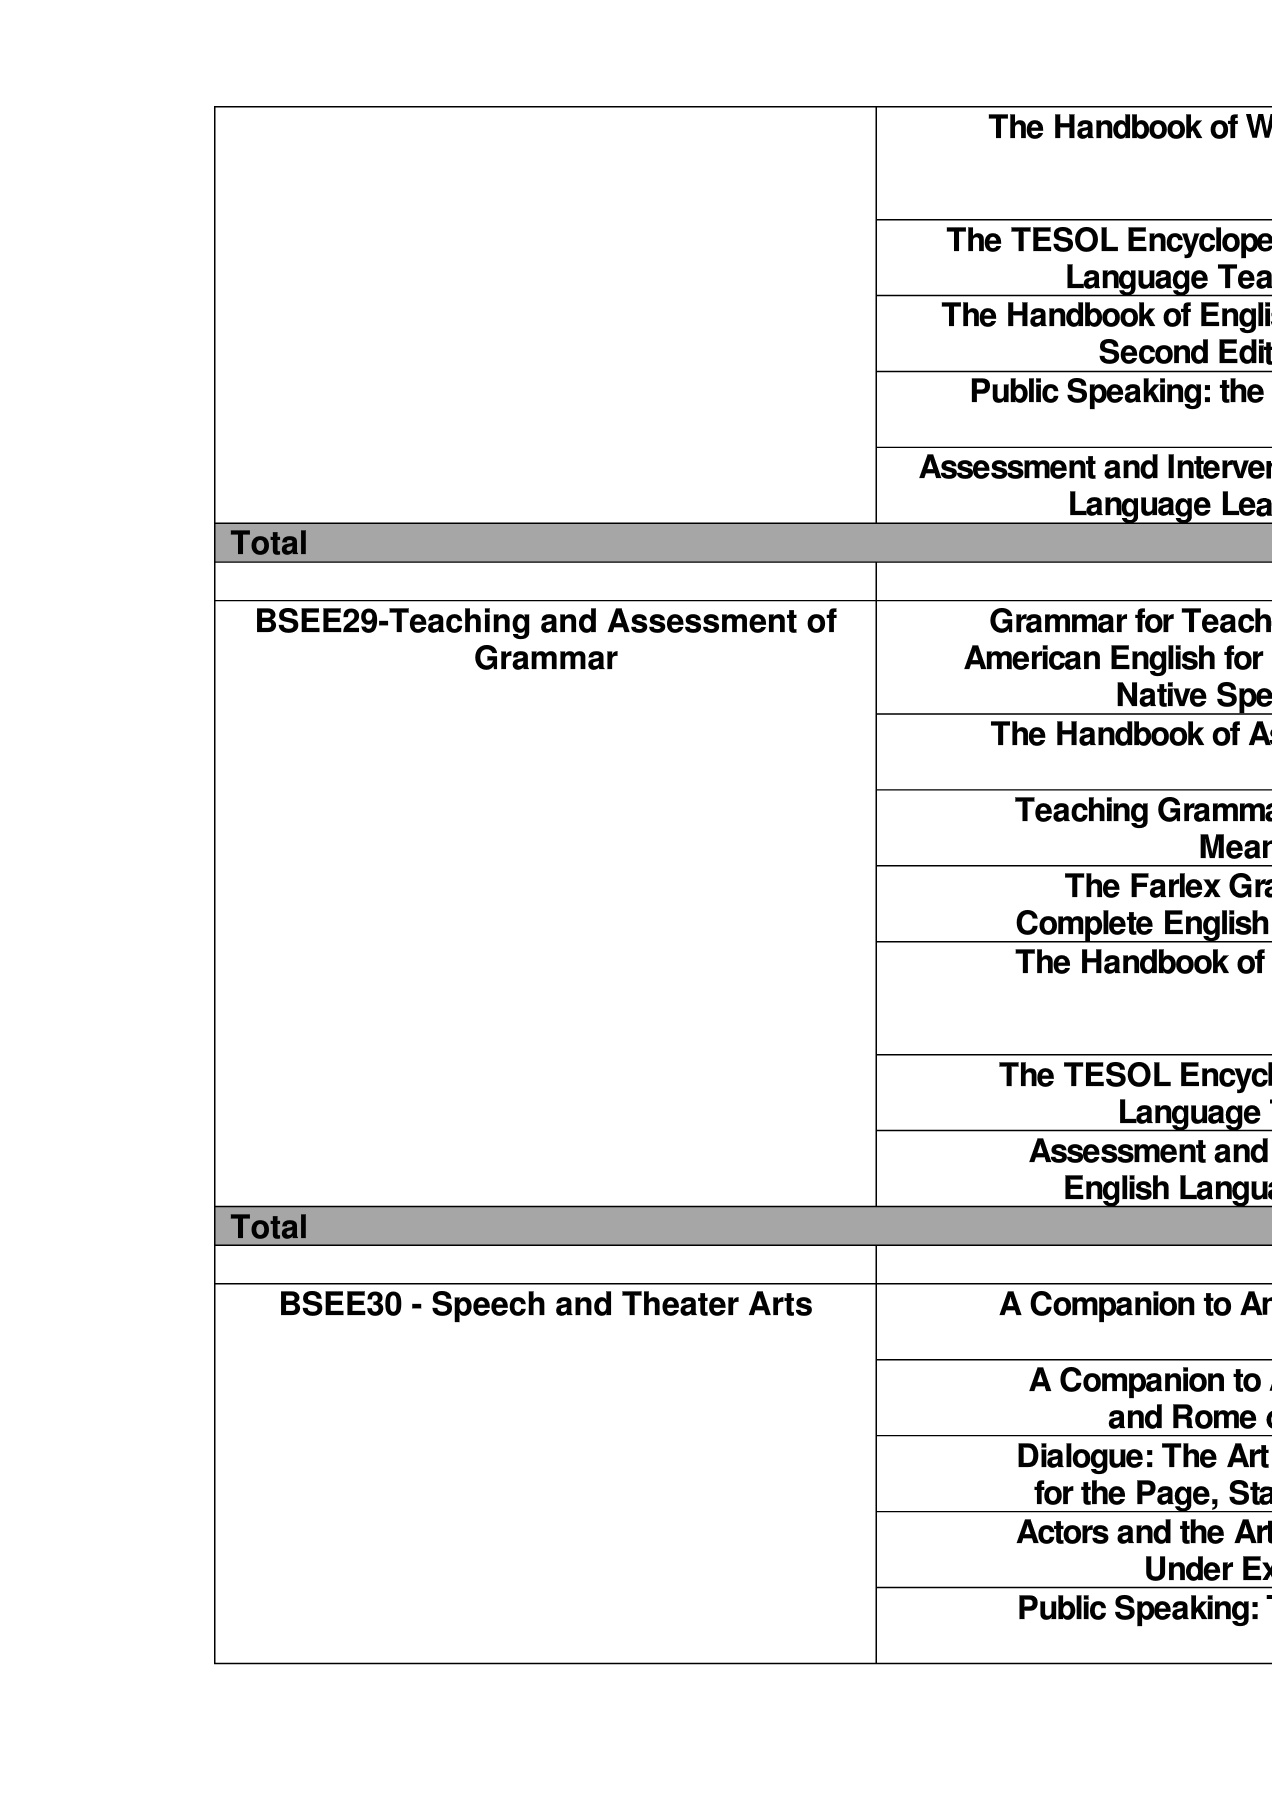 The Handbook of W
The TESOL Encyclope
Language Tea
The Handbook of Engli
Second Edit
Public Speaking: the
Assessment and Interven
Language Lea
Total
BSEE29-Teaching and Assessment of
Grammar
Grammar for Teach
American English for
Native Spe
The Handbook of As
Teaching Gramma
Mean
The Farlex Gra
Complete English
The Handbook of
The TESOL Encycl
Language
Assessment and
English Langua
Total
BSEE30 - Speech and Theater Arts
A Companion to An
A Companion to
and Rome
Dialogue: The Art
for the Page, Sta
Actors and the Art
Under Ex
Public Speaking: